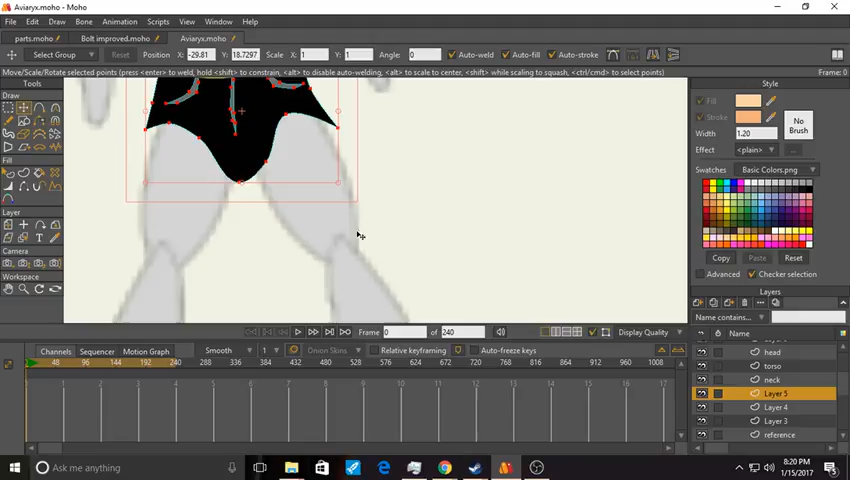 Aviaryx.moho - Moho
File Edit Draw Bones Animation Scripts View Window Help
parts.moho Bolt improved.moho Aviaryx.moho
Select Group Position X -29.81 Y 18.7297 Scale X 1 Y 1 Angle: 0 Reset Auto-weld Auto-fill Auto-stroke
Move/Scale/Rotate selected points (press <enter> to weld, hold <shift> to constrain, <alt> to disable auto-welding, <alt> to scale to center, <shift> while scaling to squash, <ctrl/cmd> to scale adjoining points) Frame: 0
Tools
Draw
Fill
Layer
Camera
Workspace
Style
Fill
Stroke
Width 1.20
No Brush
Effect <plain> ...
Swatches Basic Colors.png
Copy Paste Reset
Advanced Checker selection
Layers
Name contains...
Name
head
torso
neck
Layer 5
Layer 4
Layer 3
reference
Frame 0 of 240 Display Quality
Channels Sequencer Motion Graph Smooth 1 Onion Skins Relative keyframing Auto-freeze keys
0 48 96 144 192 240 288 336 384 432 480 528 576 624 672 720 768 816 864 912 960 1008
0 1 2 3 4 5 6 7 8 9 10 11 12 13 14 15 16 17
Ask me anything
8:20 PM
1/15/2017